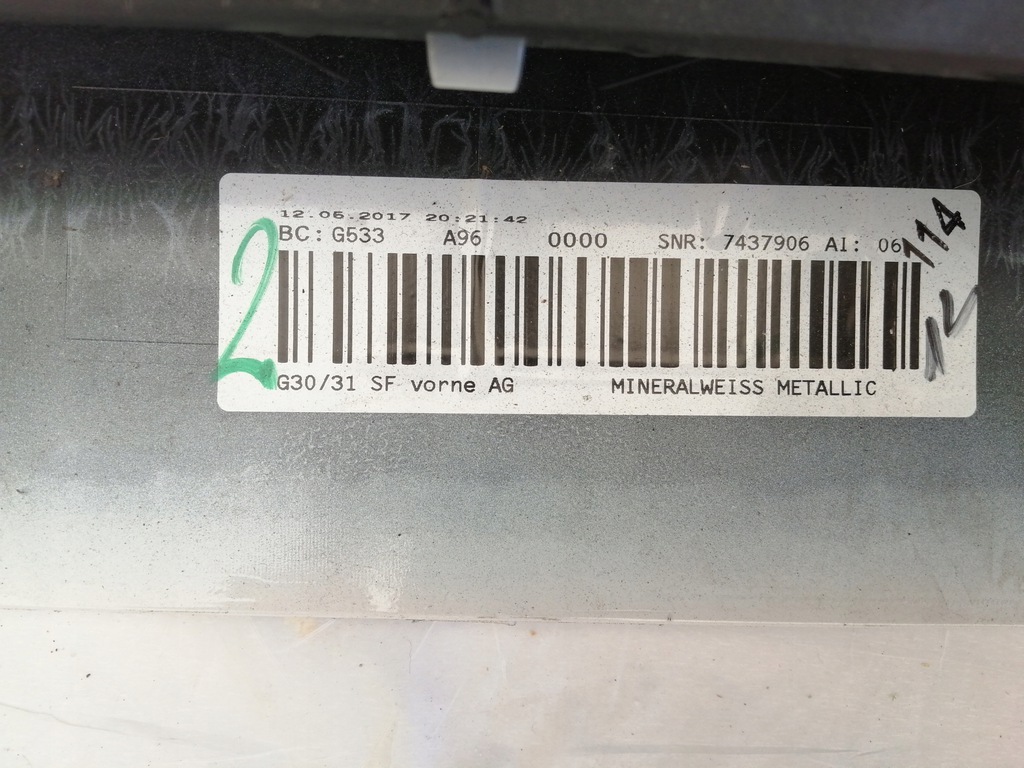 12.06.2017 20:21:42
BC: G533 A96 0000 SNR: 7437906 AI: 06
114
2
G30/31 SF vorne AG MINERALWEISS METALLIC